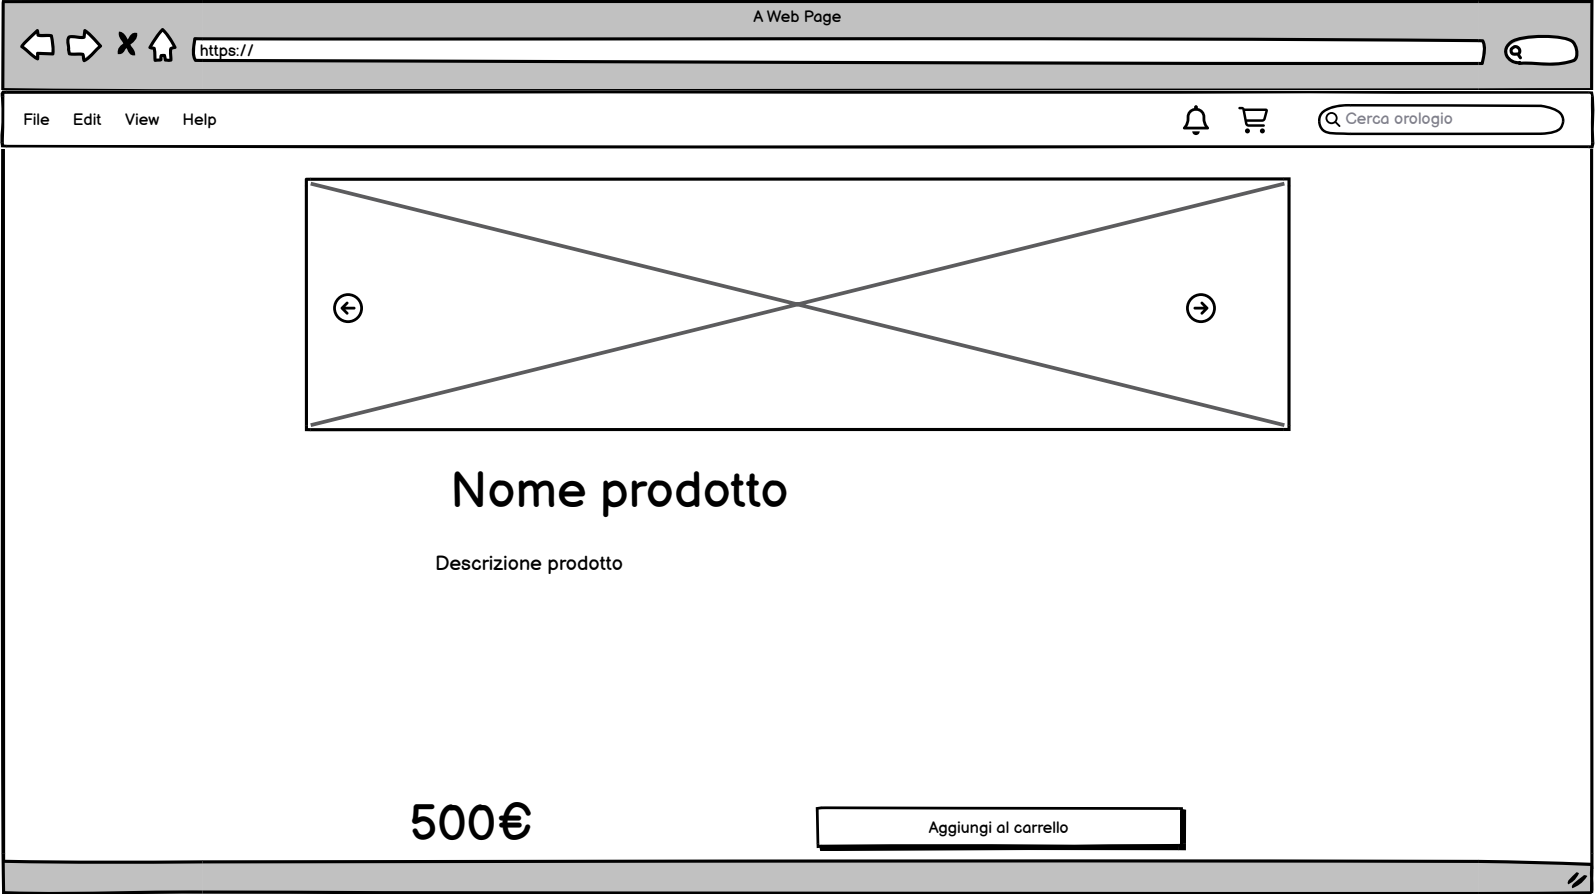 A Web Page
https://
File Edit View Help
Cerca orologio
Nome prodotto
Descrizione prodotto
500€
Aggiungi al carrello